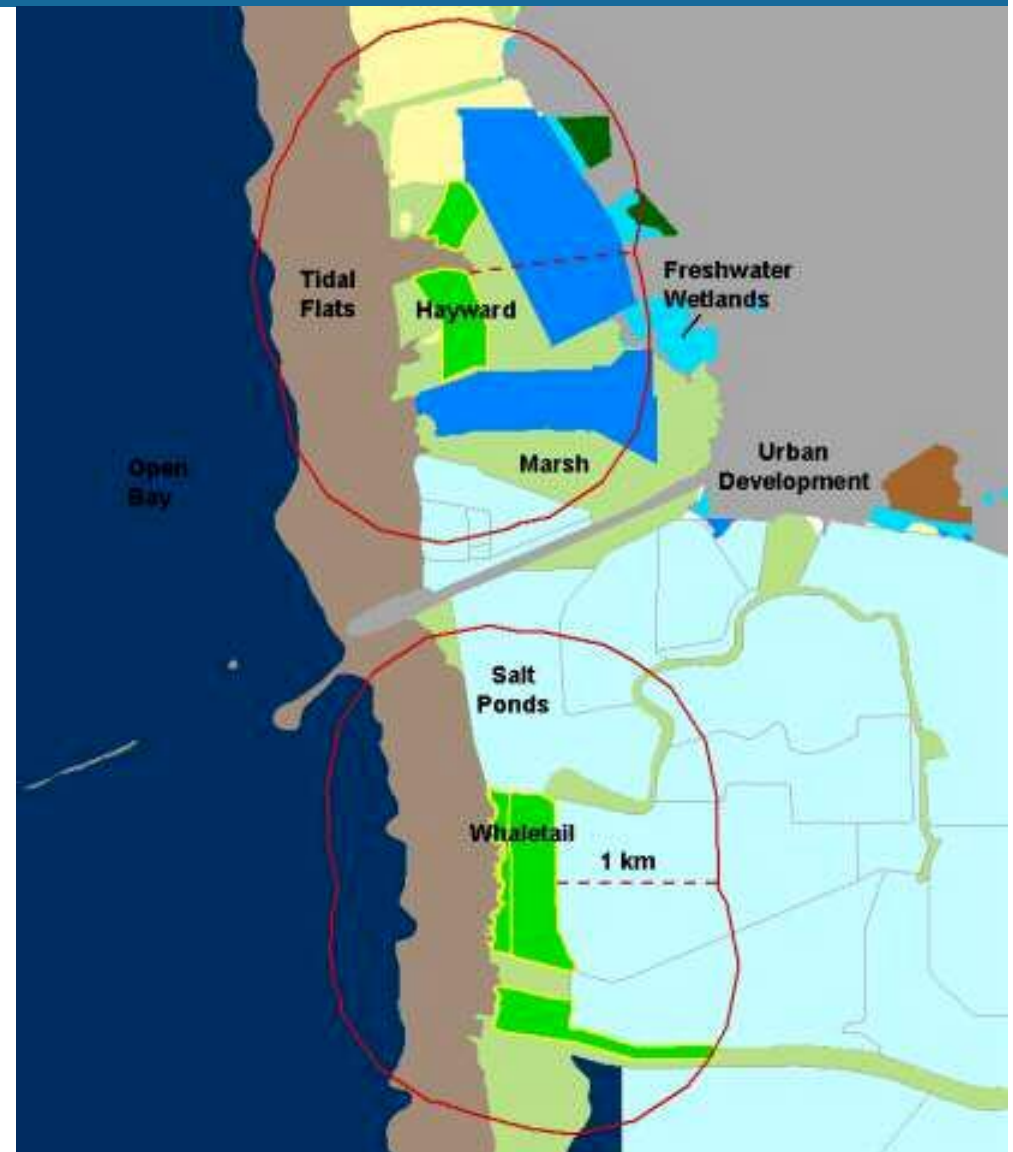 Tidal
Flats
Hayward
Freshwater
Wetlands
Open
Bay
Marsh
Urban
Development
Salt
Ponds
Whaletail
1 km